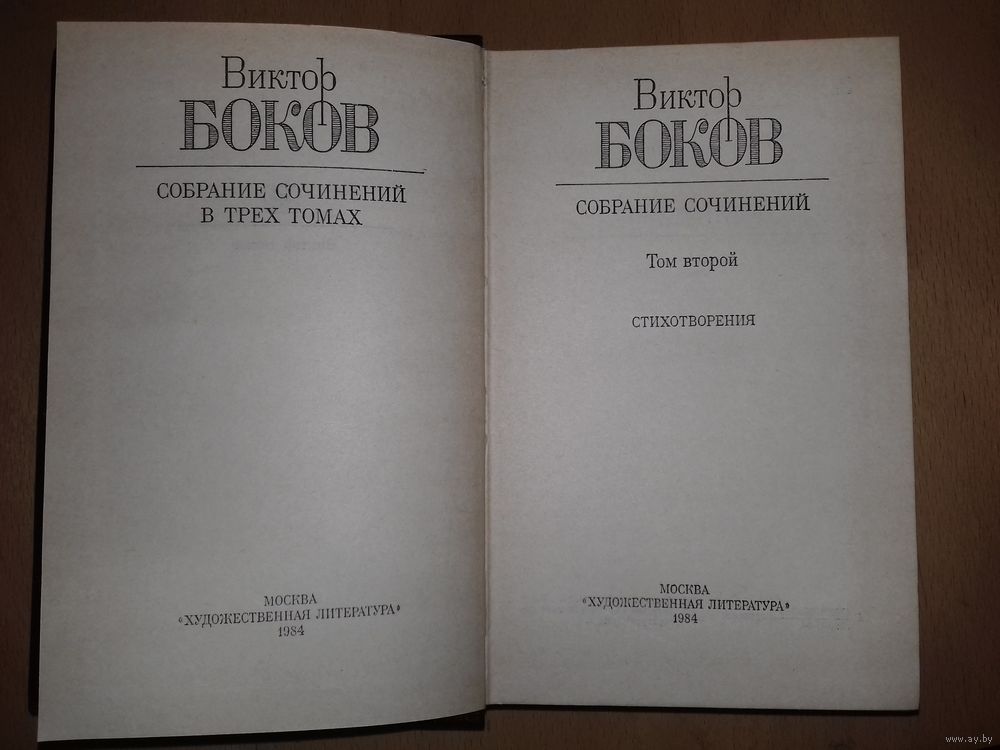 Виктор
БОКОВ
СОБРАНИЕ СОЧИНЕНИЙ
В ТРЕХ ТОМАХ
МОСКВА
«ХУДОЖЕСТВЕННАЯ ЛИТЕРАТУРА»
1984
Виктор
БОКОВ
СОБРАНИЕ СОЧИНЕНИЙ
Том второй
СТИХОТВОРЕНИЯ
МОСКВА
«ХУДОЖЕСТВЕННАЯ ЛИТЕРАТУРА»
1984
www.ay.by